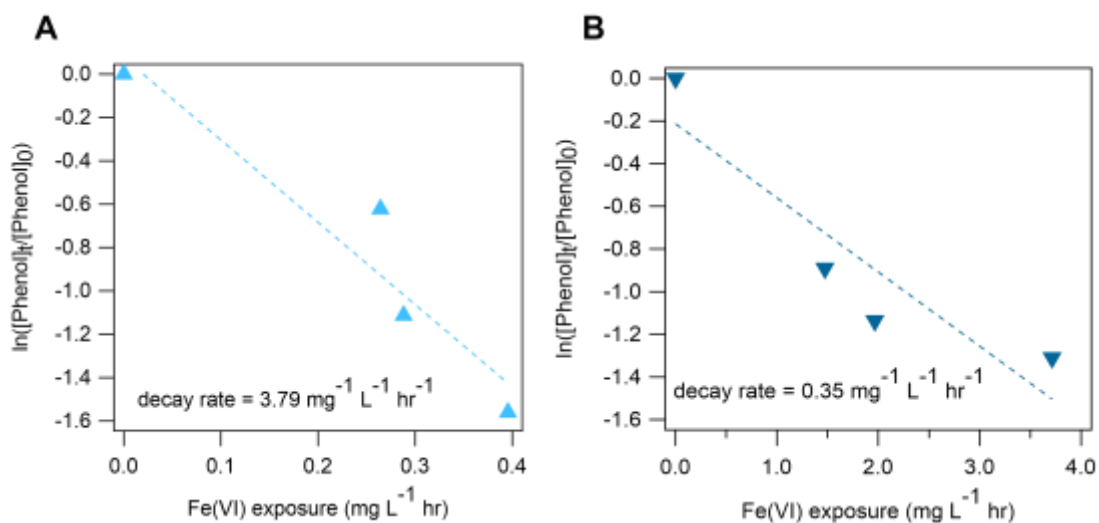 A
ln([Phenol]t/[Phenol]0)
0.0
-0.2
-0.4
-0.6
-0.8
-1.0
-1.2
-1.4
-1.6
decay rate = 3.79 mg⁻¹ L⁻¹ hr⁻¹
0.0 0.1 0.2 0.3 0.4
Fe(VI) exposure (mg L⁻¹ hr)
B
ln([Phenol]t/[Phenol]0)
0.0
-0.2
-0.4
-0.6
-0.8
-1.0
-1.2
-1.4
-1.6
decay rate = 0.35 mg⁻¹ L⁻¹ hr⁻¹
0.0 1.0 2.0 3.0 4.0
Fe(VI) exposure (mg L⁻¹ hr)